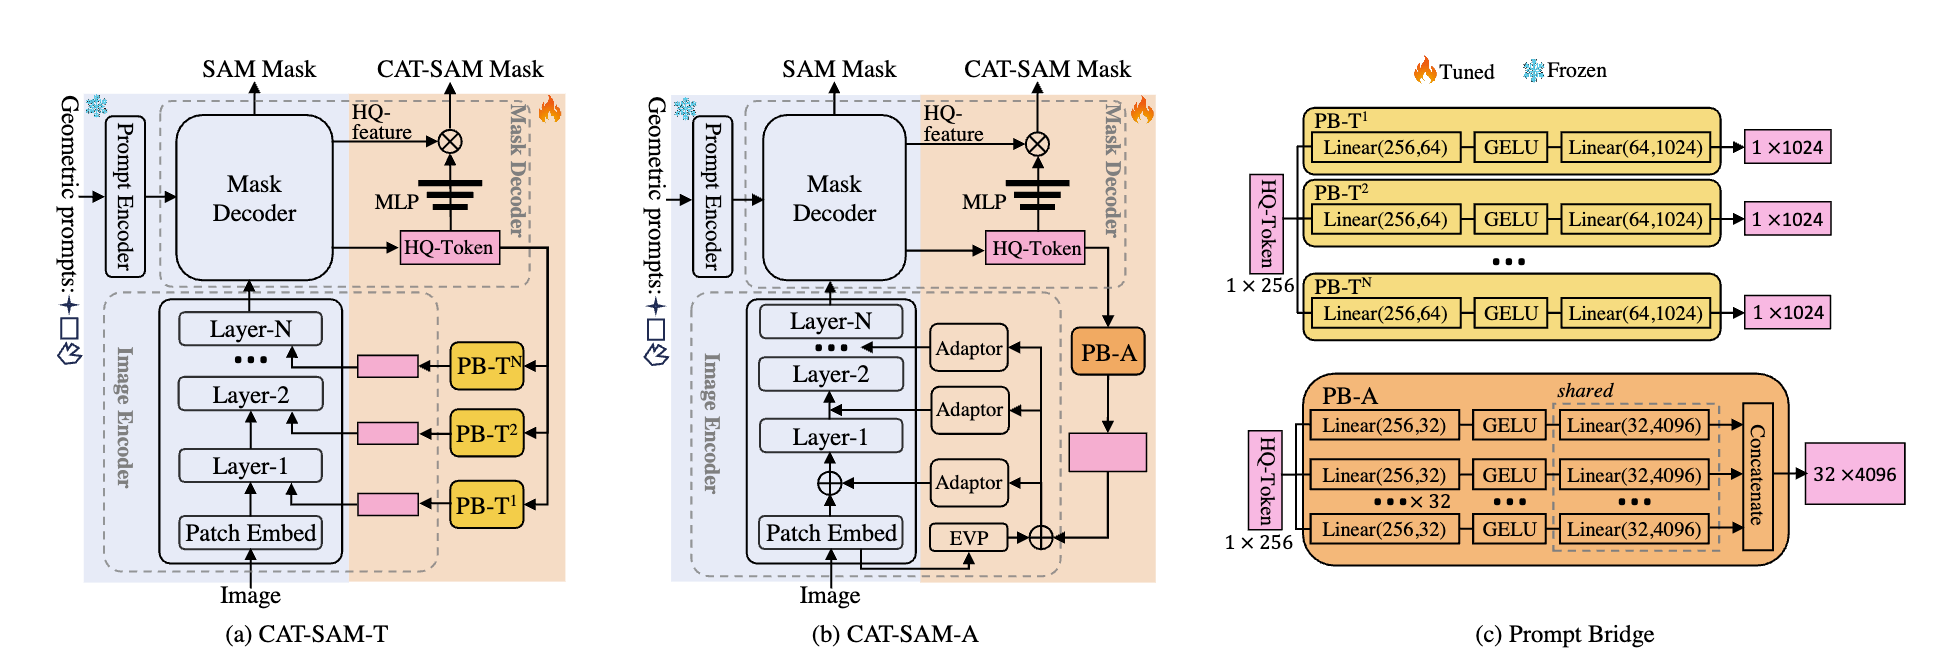 SAM Mask
CAT-SAM Mask
Geometric prompts:
Prompt Encoder
Mask
Decoder
HQ-
feature
Mask Decoder
MLP
HQ-Token
Image Encoder
Layer-N
Layer-2
Layer-1
Patch Embed
PB-T^N
PB-T^2
PB-T^1
Image
(a) CAT-SAM-T
SAM Mask
CAT-SAM Mask
Geometric prompts:
Prompt Encoder
Mask
Decoder
HQ-
feature
Mask Decoder
MLP
HQ-Token
Image Encoder
Layer-N
Layer-2
Layer-1
Patch Embed
Adaptor
Adaptor
Adaptor
EVP
PB-A
Image
(b) CAT-SAM-A
Tuned
Frozen
HQ-Token
1 × 256
PB-T^1
Linear(256,64)
GELU
Linear(64,1024)
1 ×1024
PB-T^2
Linear(256,64)
GELU
Linear(64,1024)
1 ×1024
PB-T^N
Linear(256,64)
GELU
Linear(64,1024)
1 ×1024
HQ-Token
1 × 256
PB-A
shared
Linear(256,32)
GELU
Linear(32,4096)
Linear(256,32)
GELU
Linear(32,4096)
× 32
Linear(256,32)
GELU
Linear(32,4096)
Concatenate
32 ×4096
(c) Prompt Bridge